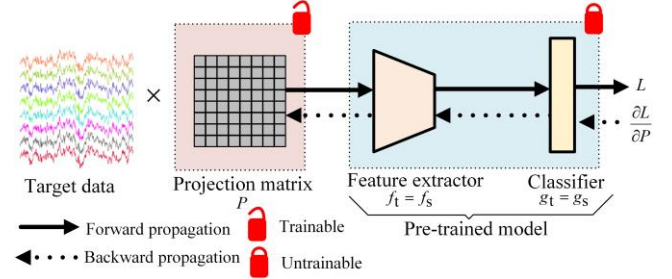 L
∂L
∂P
×
Target data
Projection matrix
P
Feature extractor
f_t = f_s
Classifier
g_t = g_s
Pre-trained model
Forward propagation
Trainable
Backward propagation
Untrainable